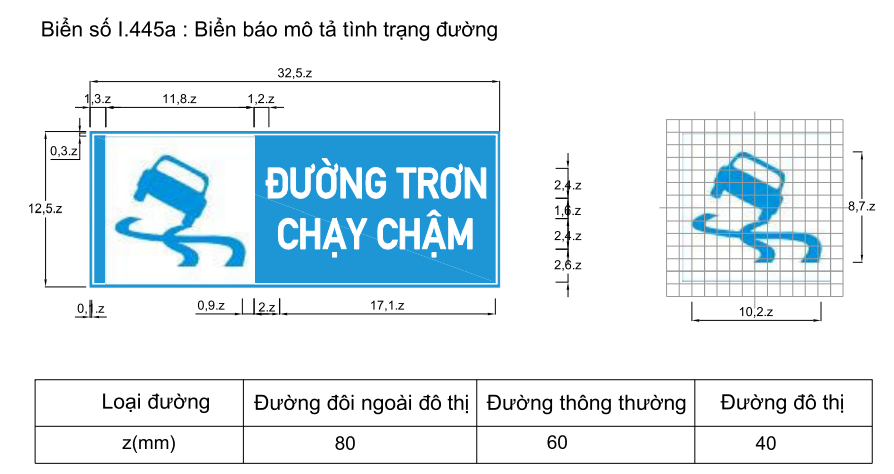 Biển số I.445a : Biển báo mô tả tình trạng đường
32,5.z
1,3.z 11,8.z 1,2.z
0,3.z
12,5.z
ĐƯỜNG TRƠN
CHẠY CHẬM
0,1.z 0,9.z 2.z 17,1.z
2,4.z
1,6.z
2,4.z
2,6.z
8,7.z
10,2.z
Loại đường Đường đôi ngoài đô thị Đường thông thường Đường đô thị
z(mm) 80 60 40